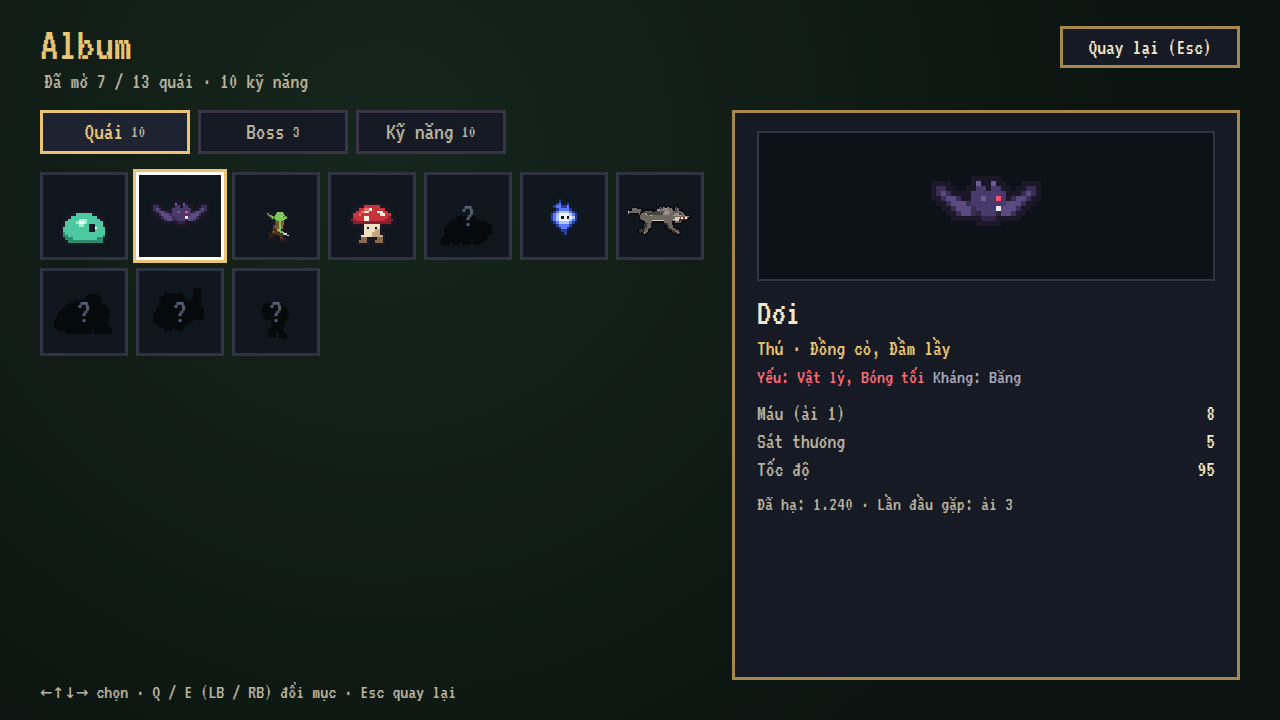 Album
Đã mở 7 / 13 quái · 10 kỹ năng
Quay lại (Esc)
Quái 10
Boss 3
Kỹ năng 10
?
? ? ?
Dơi
Thú · Đồng cỏ, Đầm lầy
Yếu: Vật lý, Bóng tối Kháng: Băng
Máu (ải 1) 8
Sát thương 5
Tốc độ 95
Đã hạ: 1.240 · Lần đầu gặp: ải 3
←↑↓→ chọn · Q / E (LB / RB) đổi mục · Esc quay lại